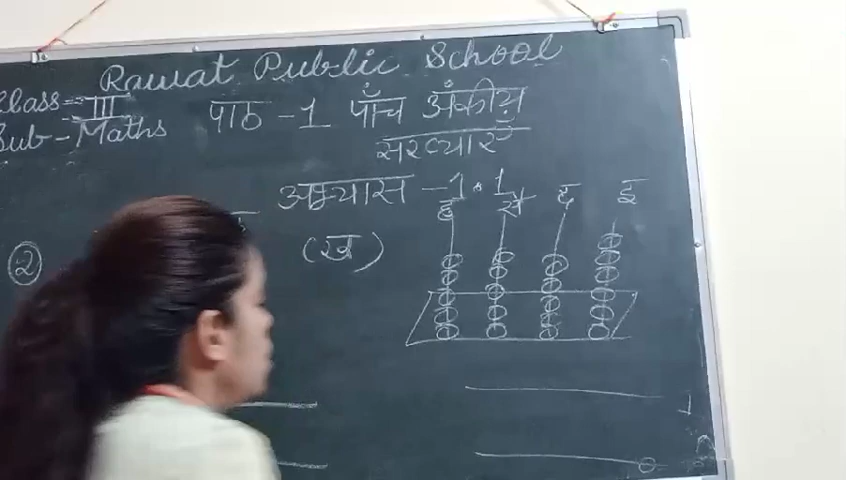 Rawat Public School
Class - III
पाठ - 1 पाँच अंकीय
Sub - Maths
संख्याएँ
अभ्यास - 1.1
ह सै द इ
2 (ख)